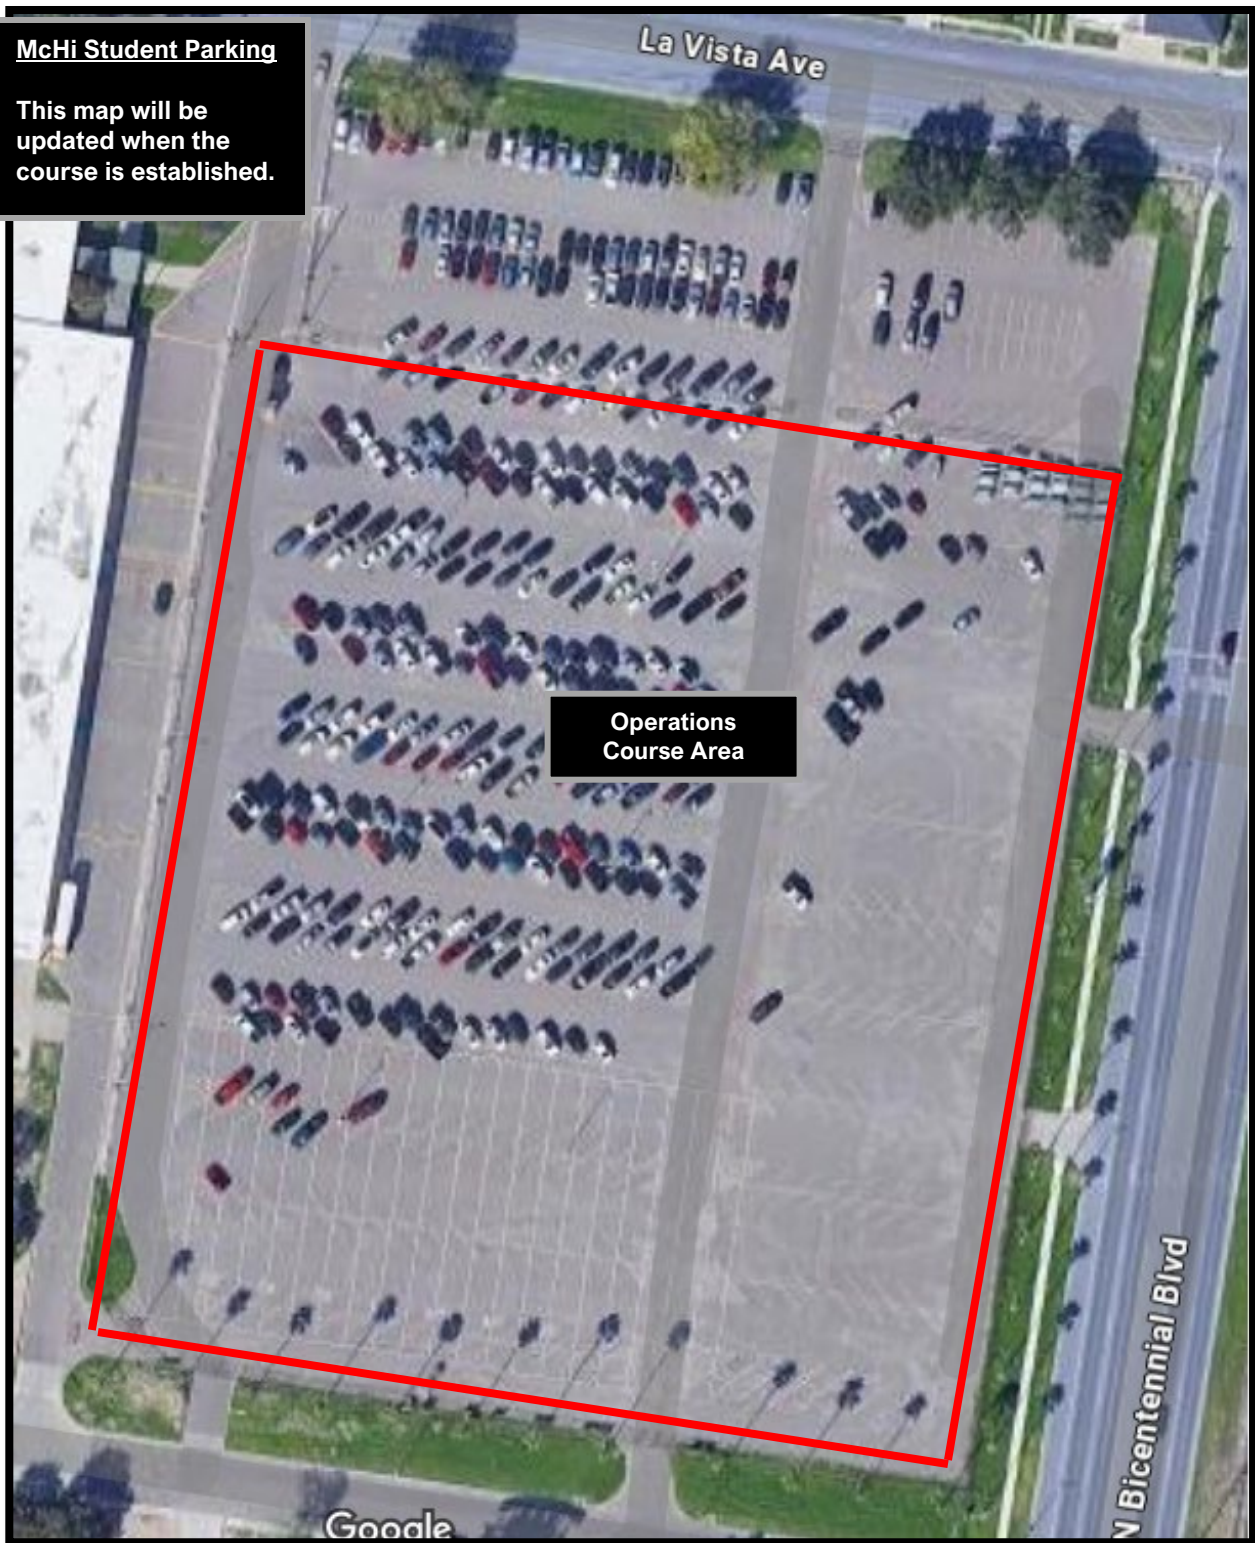 McHi Student Parking
This map will be
updated when the
course is established.
La Vista Ave
Operations
Course Area
N Bicentennial Blvd
Google